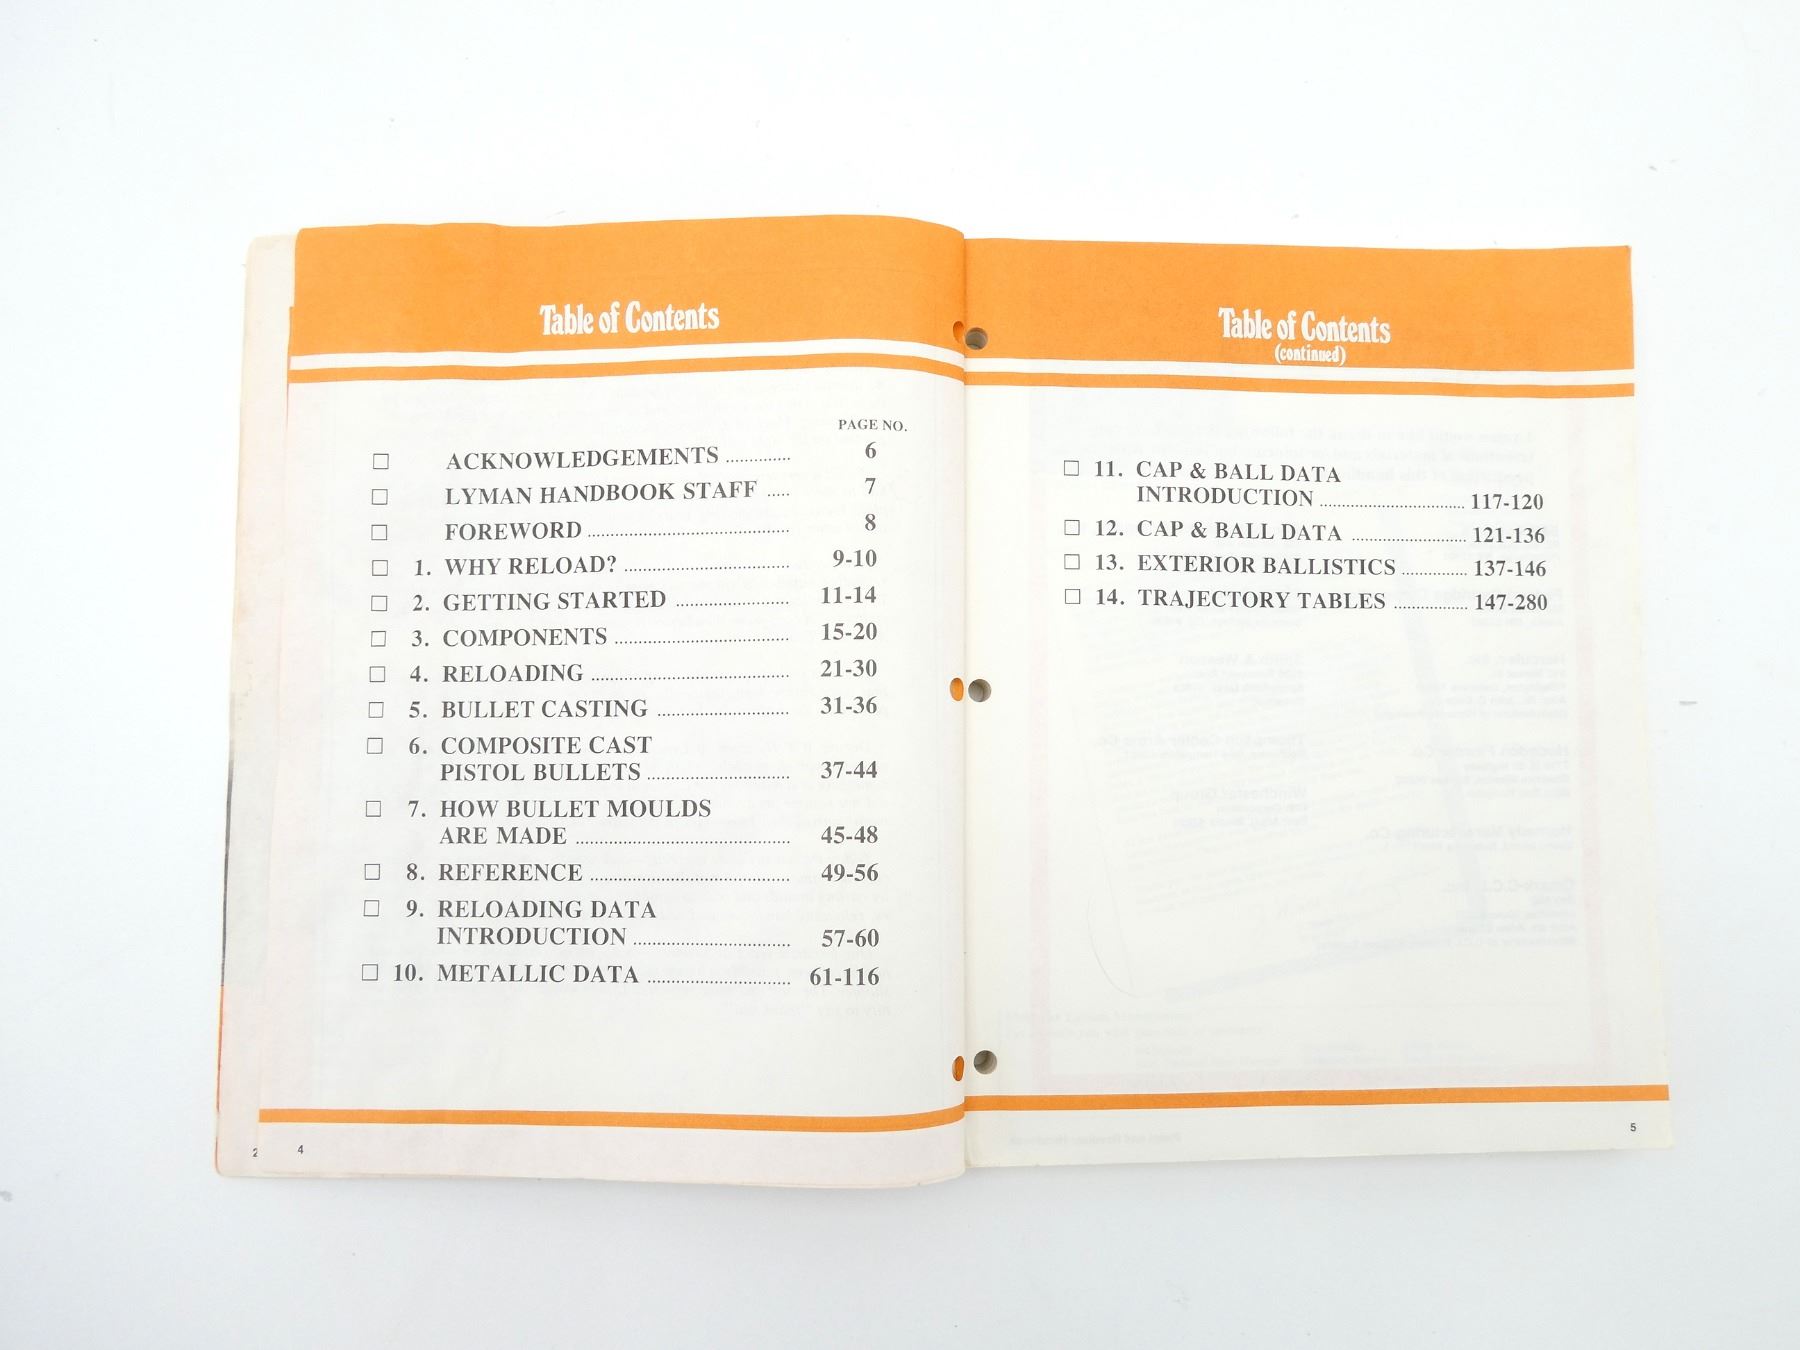 Table of Contents
PAGE NO.
ACKNOWLEDGEMENTS .............. 6
LYMAN HANDBOOK STAFF ..... 7
FOREWORD ............................................ 8
1. WHY RELOAD? .................................... 9-10
2. GETTING STARTED ......................... 11-14
3. COMPONENTS ...................................... 15-20
4. RELOADING ........................................... 21-30
5. BULLET CASTING ............................. 31-36
6. COMPOSITE CAST
PISTOL BULLETS ............................... 37-44
7. HOW BULLET MOULDS
ARE MADE .............................................. 45-48
8. REFERENCE ........................................... 49-56
9. RELOADING DATA
INTRODUCTION .................................. 57-60
10. METALLIC DATA ............................... 61-116
2
4
Table of Contents
(continued)
11. CAP & BALL DATA
INTRODUCTION ............................... 117-120
12. CAP & BALL DATA ......................... 121-136
13. EXTERIOR BALLISTICS .............. 137-146
14. TRAJECTORY TABLES ................ 147-280
5